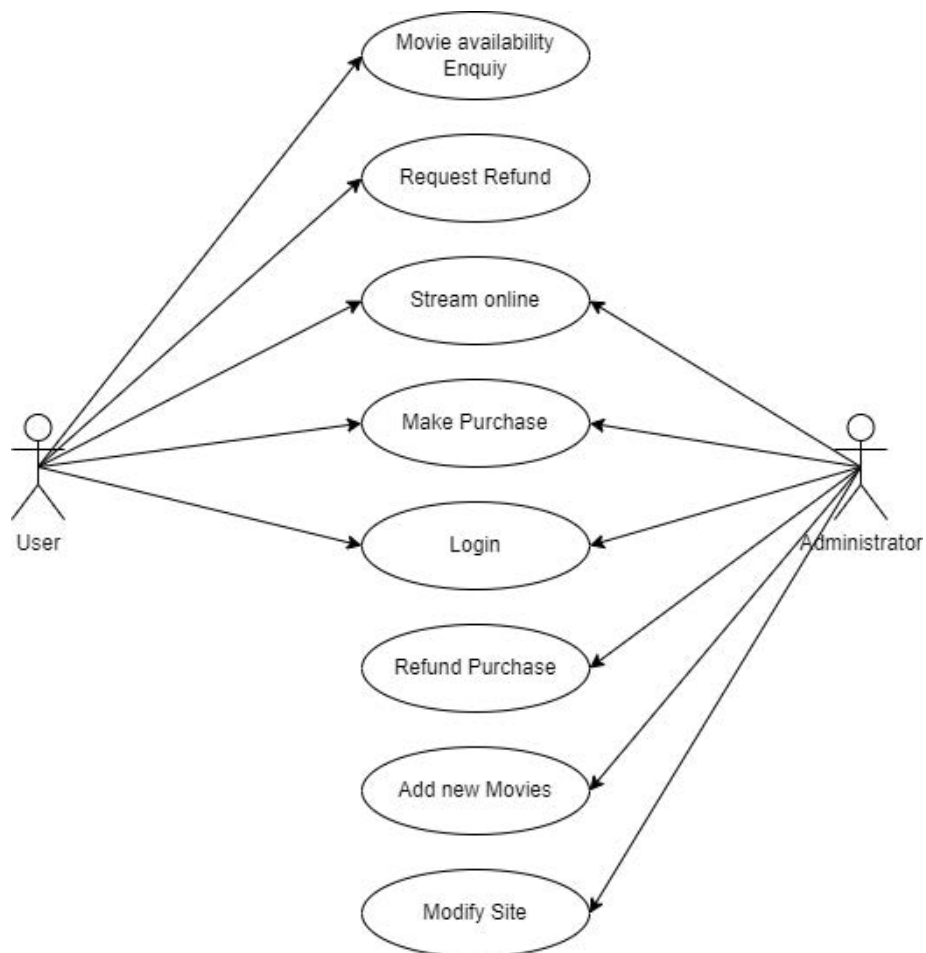 Movie availability
Enquiy
Request Refund
Stream online
Make Purchase
Login
User
Administrator
Refund Purchase
Add new Movies
Modify Site